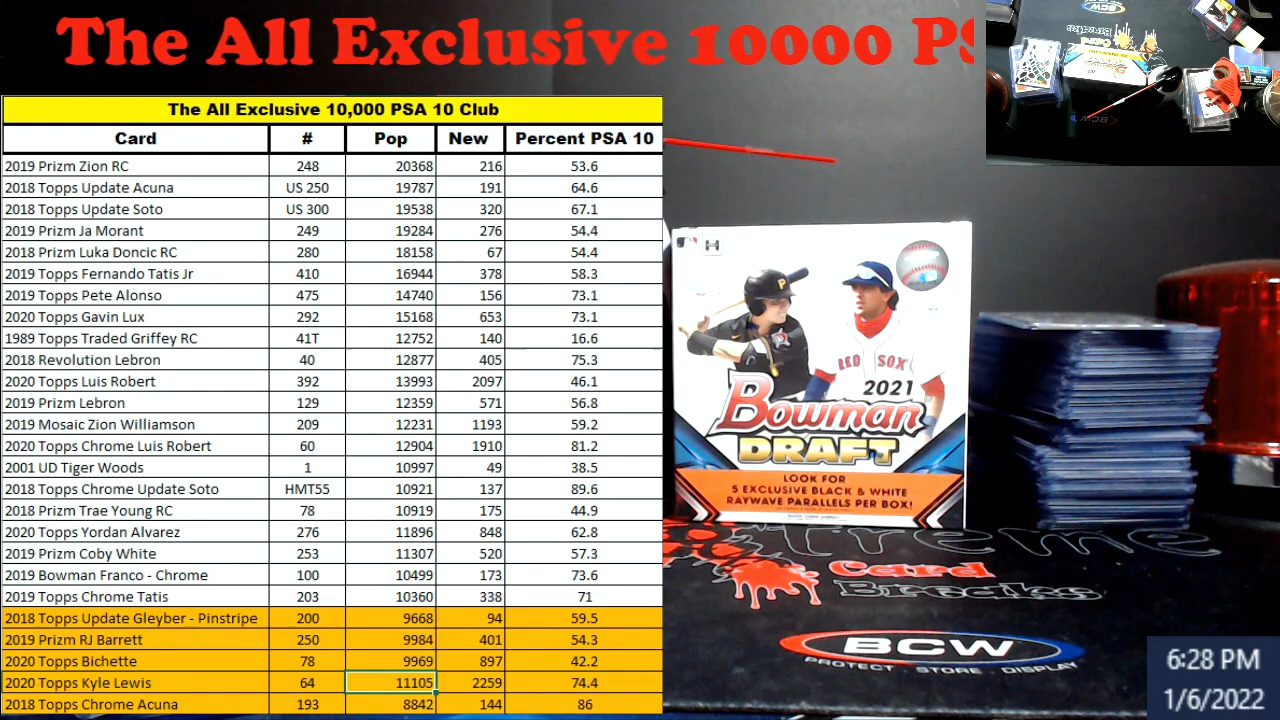 The All Exclusive 10000 PS
The All Exclusive 10,000 PSA 10 Club
Card # Pop New Percent PSA 10
2019 Prizm Zion RC 248 20368 216 53.6
2018 Topps Update Acuna US 250 19787 191 64.6
2018 Topps Update Soto US 300 19538 320 67.1
2019 Prizm Ja Morant 249 19284 276 54.4
2018 Prizm Luka Doncic RC 280 18158 67 54.4
2019 Topps Fernando Tatis Jr 410 16944 378 58.3
2019 Topps Pete Alonso 475 14740 156 73.1
2020 Topps Gavin Lux 292 15168 653 73.1
1989 Topps Traded Griffey RC 41T 12752 140 16.6
2018 Revolution Lebron 40 12877 405 75.3
2020 Topps Luis Robert 392 13993 2097 46.1
2019 Prizm Lebron 129 12359 571 56.8
2019 Mosaic Zion Williamson 209 12231 1193 59.2
2020 Topps Chrome Luis Robert 60 12904 1910 81.2
2001 UD Tiger Woods 1 10997 49 38.5
2018 Topps Chrome Update Soto HMT55 10921 137 89.6
2018 Prizm Trae Young RC 78 10919 175 44.9
2020 Topps Yordan Alvarez 276 11896 848 62.8
2019 Prizm Coby White 253 11307 520 57.3
2019 Bowman Franco - Chrome 100 10499 173 73.6
2019 Topps Chrome Tatis 203 10360 338 71
2018 Topps Update Gleyber - Pinstripe 200 9668 94 59.5
2019 Prizm RJ Barrett 250 9984 401 54.3
2020 Topps Bichette 78 9969 897 42.2
2020 Topps Kyle Lewis 64 11105 2259 74.4
2018 Topps Chrome Acuna 193 8842 144 86
H
P
RED SOX
2021
Bowman
DRAFT
LOOK FOR
5 EXCLUSIVE BLACK & WHITE
RAYWAVE PARALLELS PER BOX!
treme
Card
Breaks
BCW
PROTECT . STORE . DISPLAY
BCW
6:28 PM
1/6/2022